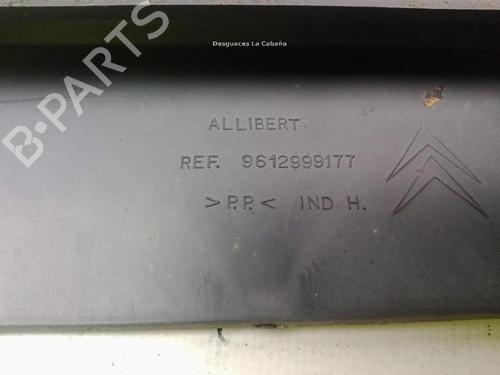 Desguaces La Cabaña
B-PARTS
ALLIBERT
REF. 9612999177
>P.P.< IND H.